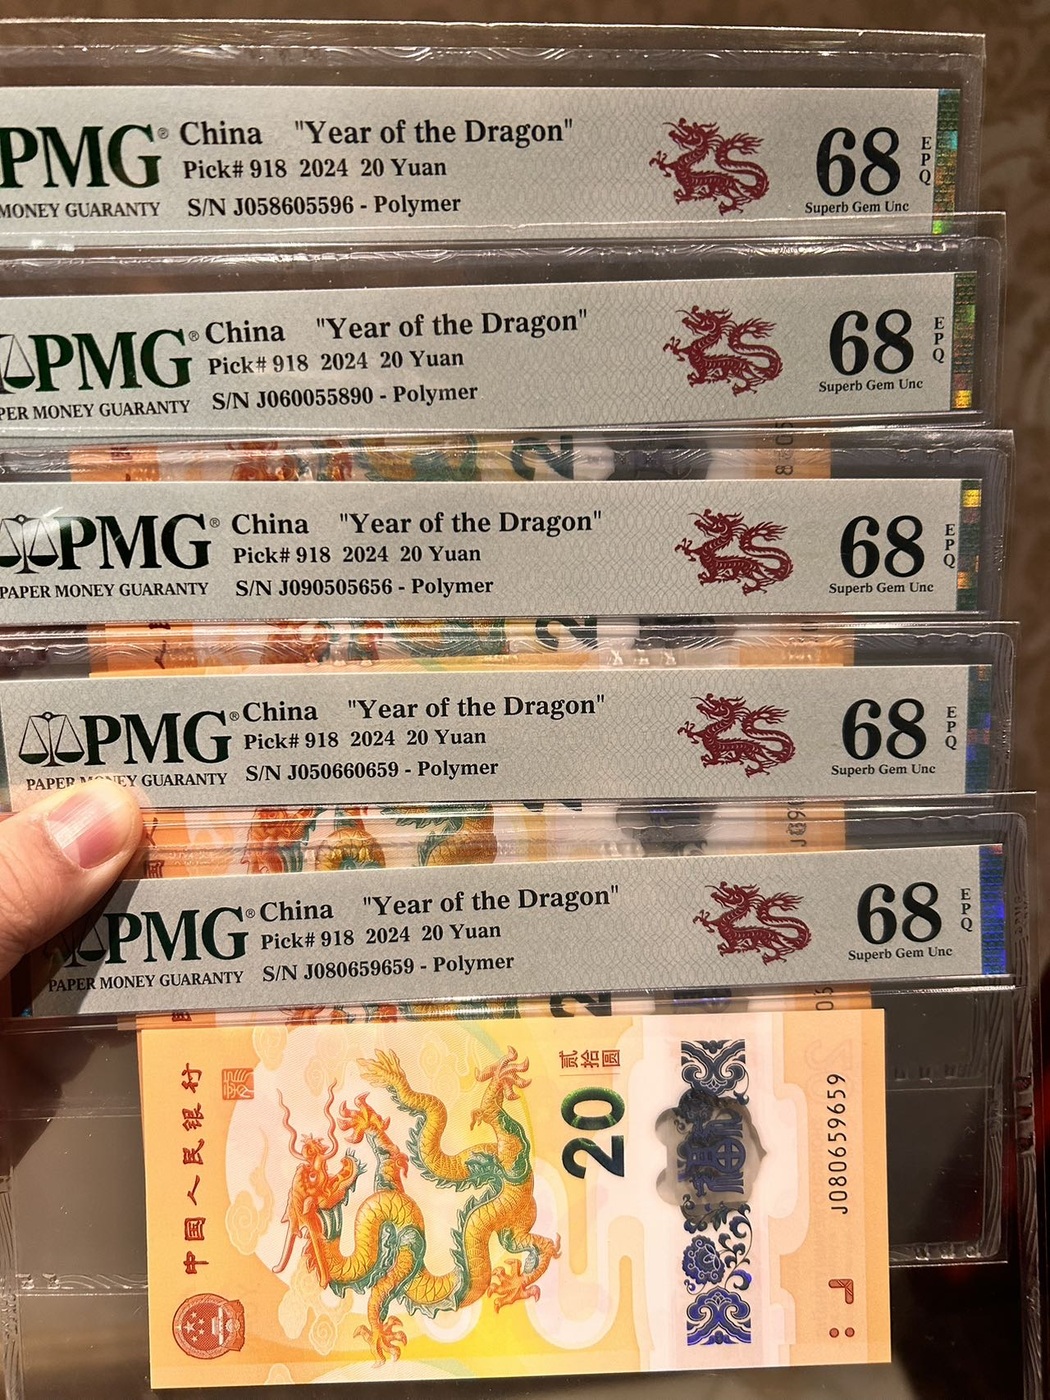 PMG® China "Year of the Dragon"
Pick# 918 2024 20 Yuan
MONEY GUARANTY S/N J058605596 - Polymer
68 EPQ
Superb Gem Unc
PMG® China "Year of the Dragon"
Pick# 918 2024 20 Yuan
PER MONEY GUARANTY S/N J060055890 - Polymer
68 EPQ
Superb Gem Unc
2
PMG® China "Year of the Dragon"
Pick# 918 2024 20 Yuan
PAPER MONEY GUARANTY S/N J090505656 - Polymer
68 EPQ
Superb Gem Unc
2
PMG® China "Year of the Dragon"
Pick# 918 2024 20 Yuan
PAPER MONEY GUARANTY S/N J050660659 - Polymer
68 EPQ
Superb Gem Unc
PMG® China "Year of the Dragon"
Pick# 918 2024 20 Yuan
PAPER MONEY GUARANTY S/N J080659659 - Polymer
68 EPQ
Superb Gem Unc
2
中国人民银行
贰拾圆
20
J080659659